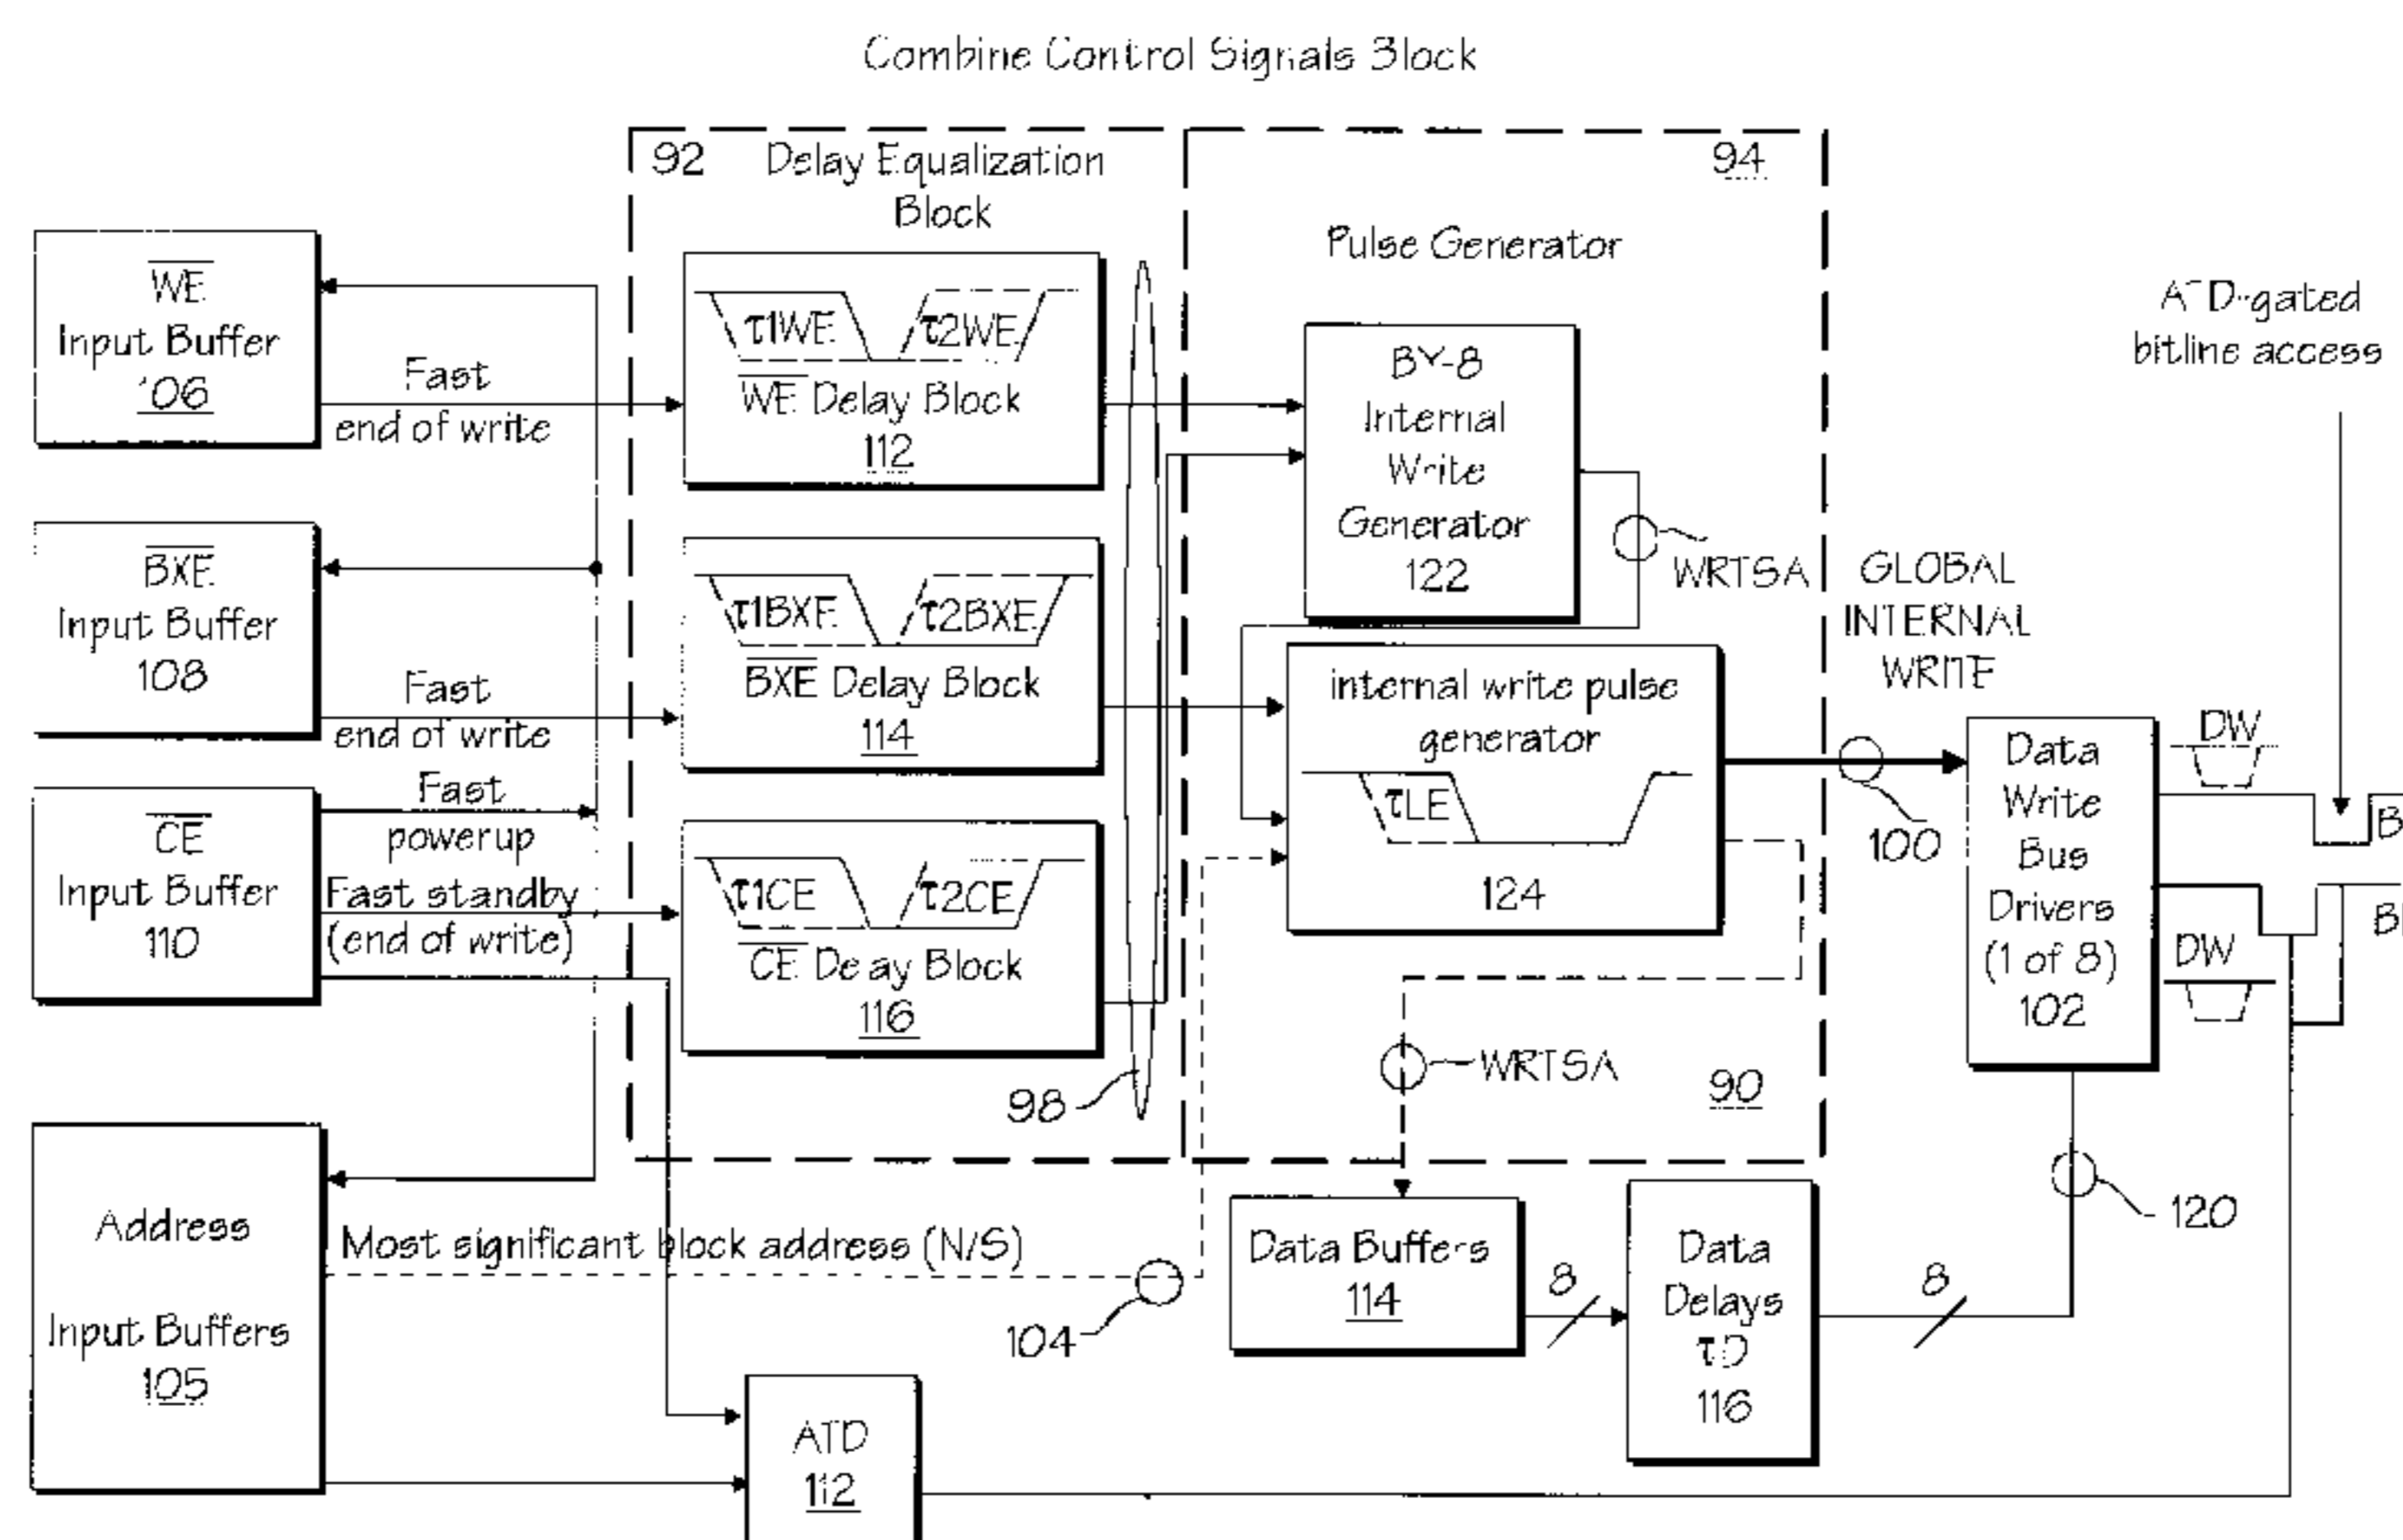 Combine Control Signals Block
92 Delay Equalization
Block
94
Pulse Generator
WE
Input Buffer
106
Fast
end of write
τ1WE τ2WE
WE Delay Block
112
BY-8
Internal
Write
Generator
122
WRTSA
ATD-gated
bitline access
BXE
Input Buffer
108
Fast
end of write
τ1BXE τ2BXE
BXE Delay Block
114
internal write pulse
generator
τLE
124
GLOBAL
INTERNAL
WRITE
100
Data
Write
Bus
Drivers
(1 of 8)
102
DW
DW
CE
Input Buffer
110
Fast
powerup
Fast standby
(end of write)
τ1CE τ2CE
CE Delay Block
116
98
WRTSA
90
Address
Input Buffers
105
Most significant block address (N/S)
104
Data Buffers
114
8
Data
Delays
τD
116
8
120
ATD
112